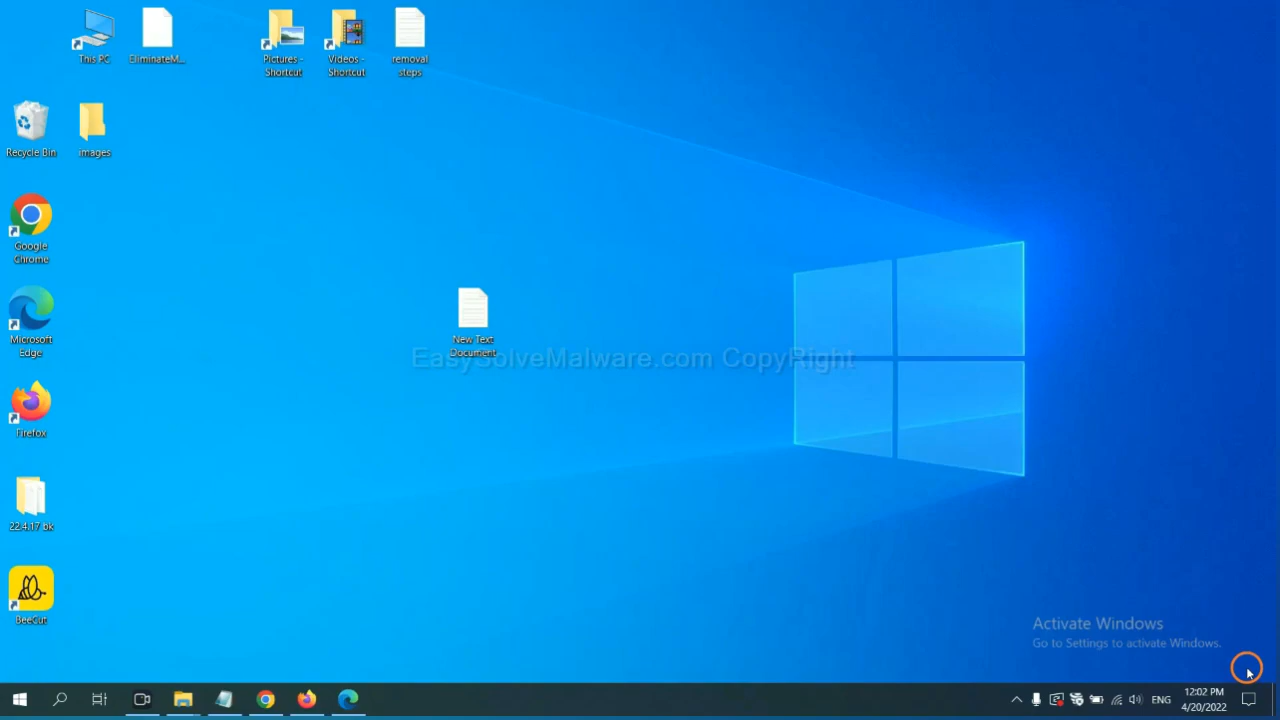 This PC
EliminateM...
Pictures -
Shortcut
Videos -
Shortcut
removal
steps
Recycle Bin
images
Google
Chrome
Microsoft
Edge
Firefox
22.4.17 bk
BeeCut
New Text
Document
EasySolveMalware.com CopyRight
Activate Windows
Go to Settings to activate Windows.
ENG
12:02 PM
4/20/2022